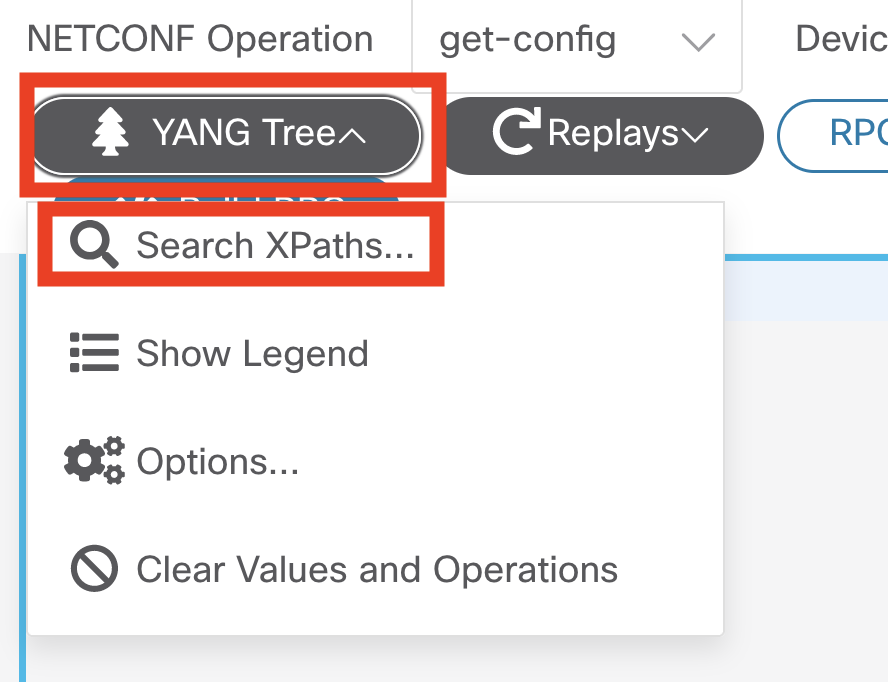 NETCONF Operation get-config Devic
YANG Tree Replays RPC
Search XPaths...
Show Legend
Options...
Clear Values and Operations